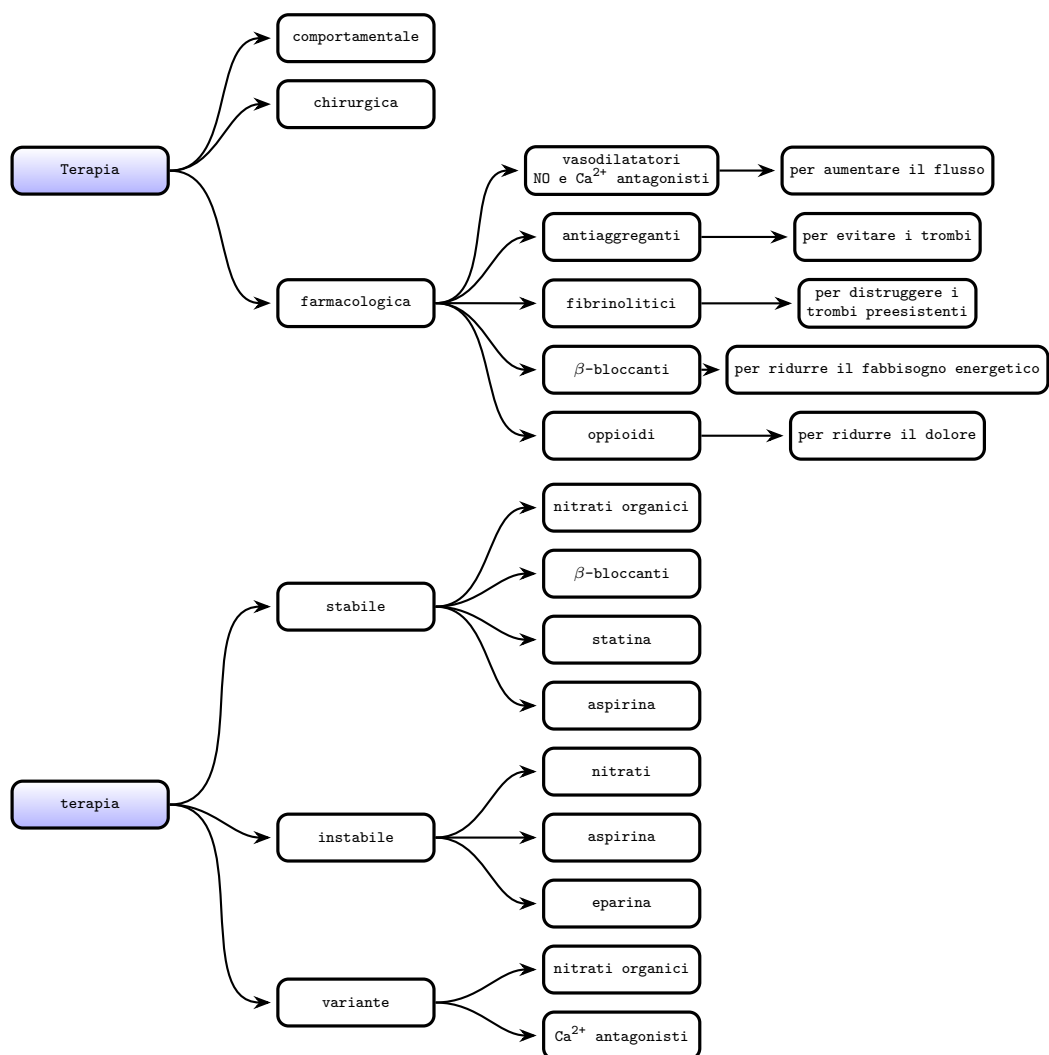 comportamentale
chirurgica
Terapia
vasodilatatori
NO e Ca²⁺ antagonisti
per aumentare il flusso
antiaggreganti
per evitare i trombi
farmacologica
fibrinolitici
per distruggere i
trombi preesistenti
β-bloccanti
per ridurre il fabbisogno energetico
oppioidi
per ridurre il dolore
nitrati organici
β-bloccanti
stabile
statina
aspirina
nitrati
terapia
instabile
aspirina
eparina
nitrati organici
variante
Ca²⁺ antagonisti